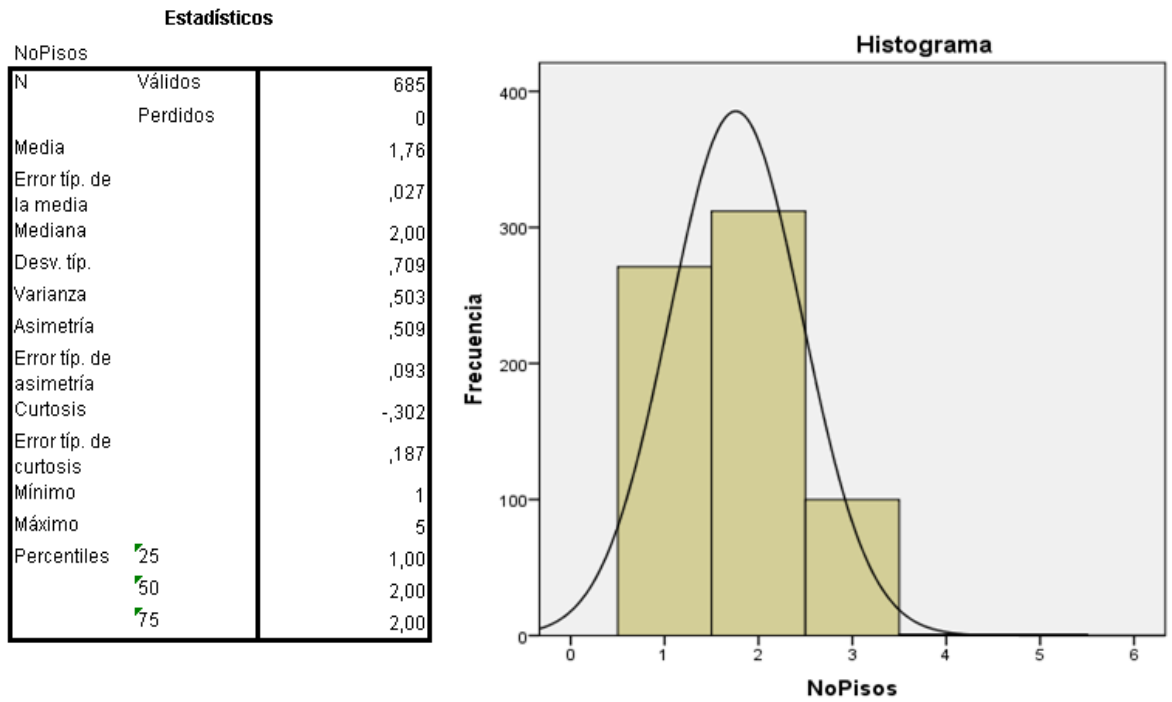 Estadísticos
NoPisos
N Válidos 685
Perdidos 0
Media 1,76
Error típ. de
la media ,027
Mediana 2,00
Desv. típ. ,709
Varianza ,503
Asimetría ,509
Error típ. de
asimetría ,093
Curtosis -,302
Error típ. de
curtosis ,187
Mínimo 1
Máximo 5
Percentiles 25 1,00
50 2,00
75 2,00
Histograma
Frecuencia
400
300
200
100
0
0 1 2 3 4 5 6
NoPisos